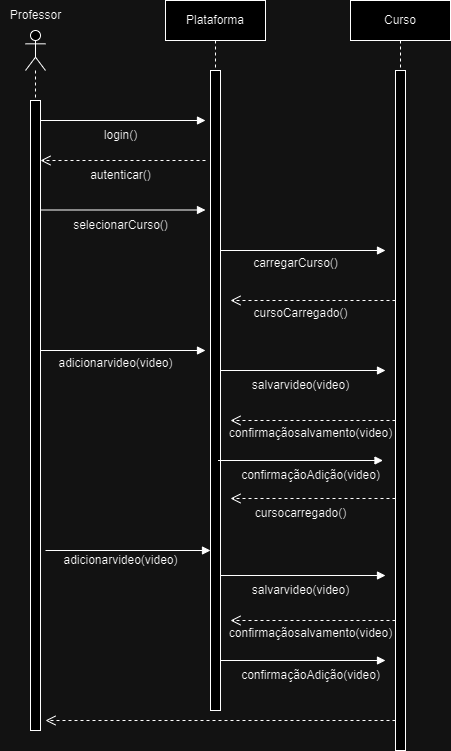 Professor
Plataforma
Curso
login()
autenticar()
selecionarCurso()
carregarCurso()
cursoCarregado()
adicionarvideo(video)
salvarvideo(video)
confirmaçãosalvamento(video)
confirmaçãoAdição(video)
cursocarregado()
adicionarvideo(video)
salvarvideo(video)
confirmaçãosalvamento(video)
confirmaçãoAdição(video)